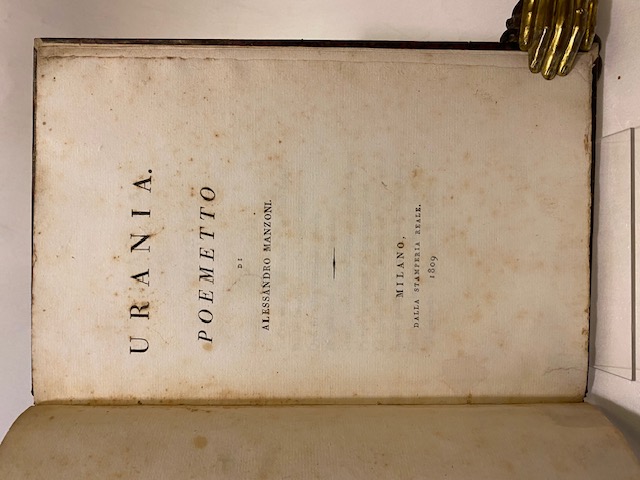 URANIA.
POEMETTO
DI
ALESSANDRO MANZONI.
MILANO,
DALLA STAMPERIA REALE,
1809